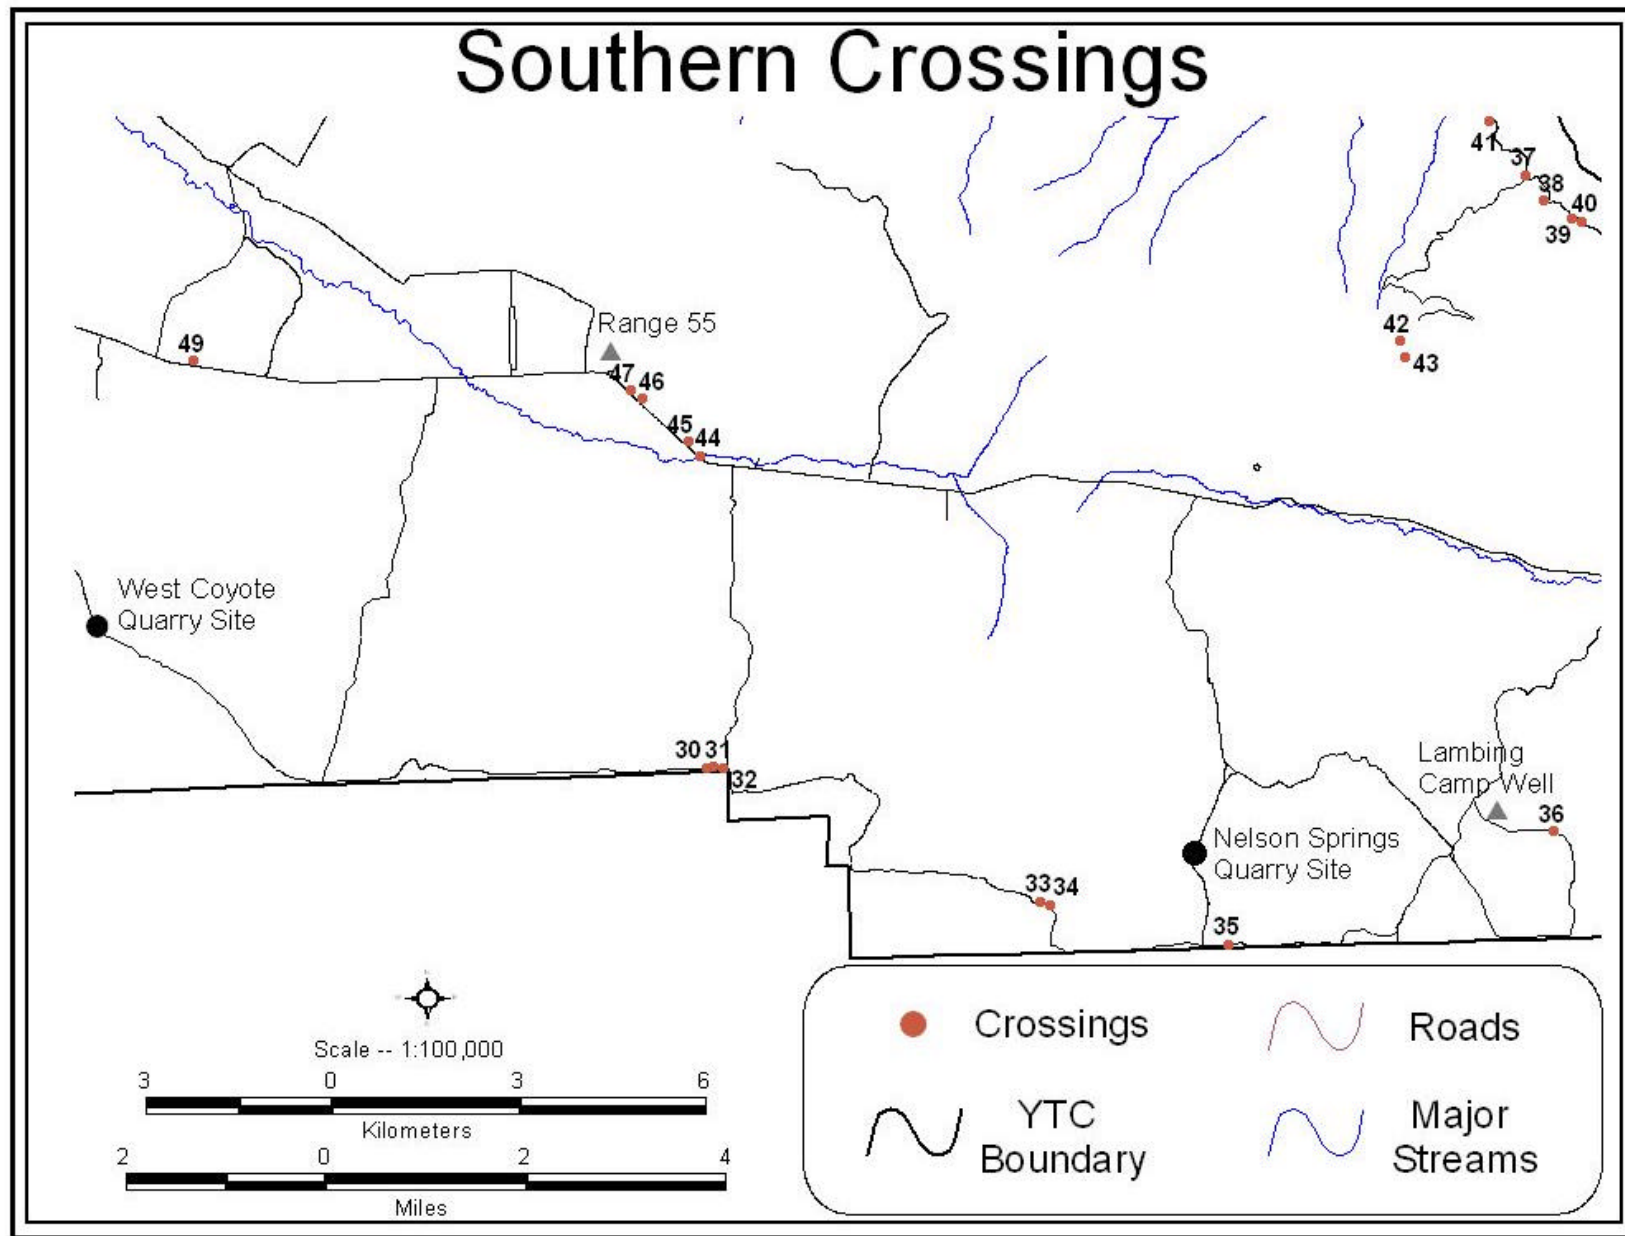 Southern Crossings
41
37
38
40
39
Range 55
42
43
49
47
46
45
44
West Coyote
Quarry Site
30
31
32
Lambing
Camp Well
36
Nelson Springs
Quarry Site
33
34
35
Scale -- 1:100,000
3 0 3 6
Kilometers
2 0 2 4
Miles
Crossings
Roads
YTC
Boundary
Major
Streams